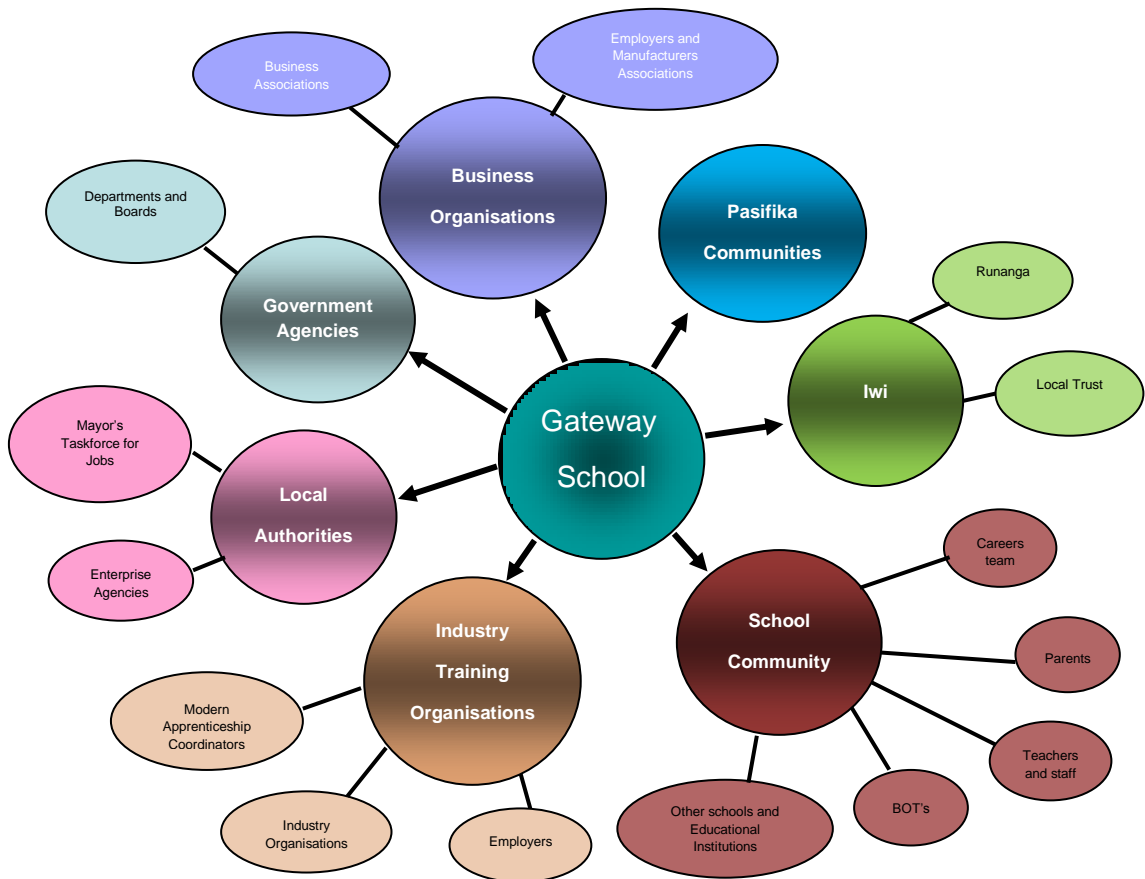 Business
Associations
Employers and
Manufacturers
Associations
Business
Organisations
Pasifika
Communities
Departments and
Boards
Government
Agencies
Runanga
Iwi
Local Trust
Gateway
School
Mayor’s
Taskforce for
Jobs
Local
Authorities
Enterprise
Agencies
Industry
Training
Organisations
Modern
Apprenticeship
Coordinators
Industry
Organisations
Employers
School
Community
Careers
team
Parents
Teachers
and staff
BOT’s
Other schools and
Educational
Institutions